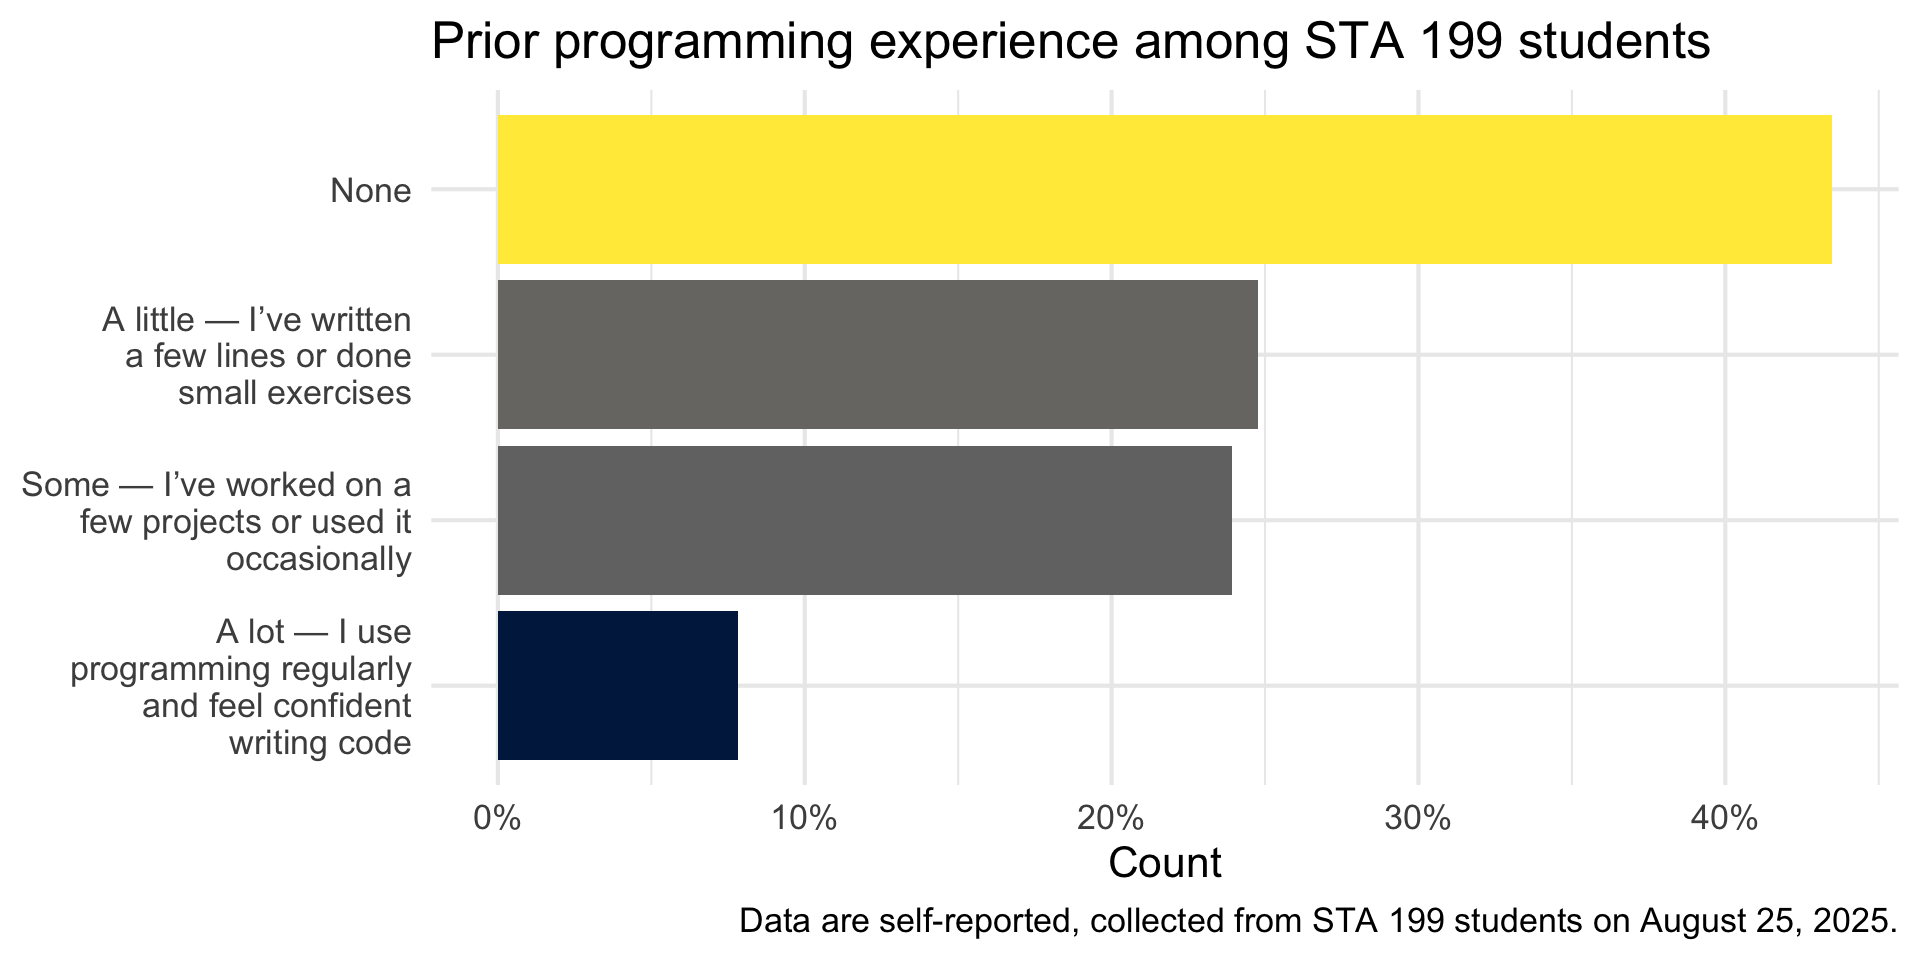 Prior programming experience among STA 199 students
None
A little — I’ve written
a few lines or done
small exercises
Some — I’ve worked on a
few projects or used it
occasionally
A lot — I use
programming regularly
and feel confident
writing code
0% 10% 20% 30% 40%
Count
Data are self-reported, collected from STA 199 students on August 25, 2025.